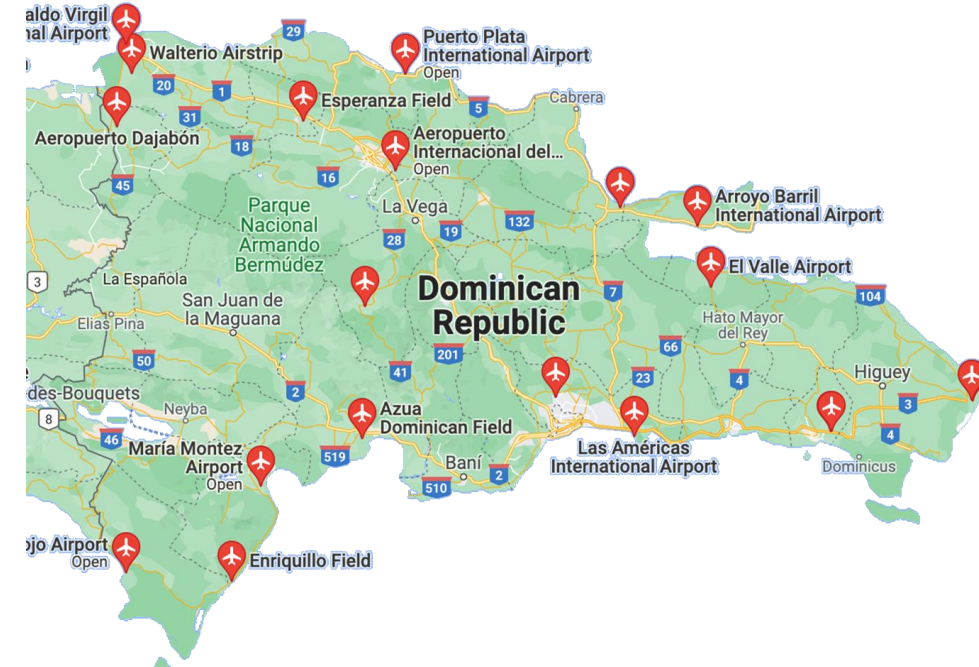 aldo Virgil
nal Airport
Walterio Airstrip
29
Puerto Plata
International Airport
Open
20
1
31
Esperanza Field
5
Cabrera
Aeropuerto Dajabón
18
Aeropuerto
Internacional del...
Open
16
45
Parque
Nacional
Armando
Bermúdez
La Vega
28
19
132
Arroyo Barril
International Airport
El Valle Airport
3
La Española
San Juan de
la Maguana
Elías Pina
Dominican
Republic
7
104
Hato Mayor
del Rey
66
50
201
41
2
23
4
Higuey
3
des-Bouquets
8
Neyba
46
Azua
Dominican Field
María Montez
Airport
Open
519
Baní
2
510
Las Américas
International Airport
4
Dominicus
ojo Airport
Open
Enriquillo Field